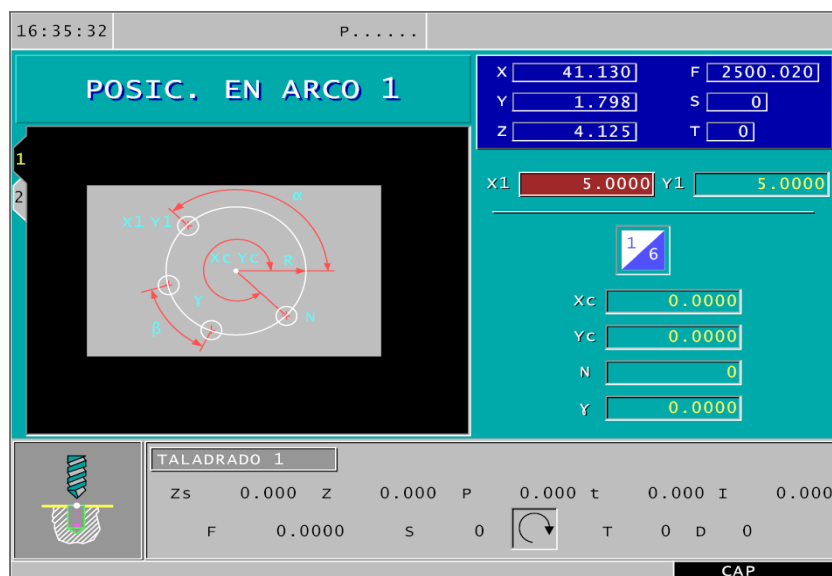 16:35:32 P......
POSIC. EN ARCO 1
X 41.130 F 2500.020
Y 1.798 S 0
Z 4.125 T 0
1
2
X1 5.0000 Y1 5.0000
α
X1 Y1
Xc Yc R
γ N
β
1 6
Xc 0.0000
Yc 0.0000
N 0
γ 0.0000
TALADRADO 1
Zs 0.000 Z 0.000 P 0.000 t 0.000 I 0.000
F 0.0000 S 0 T 0 D 0
CAP